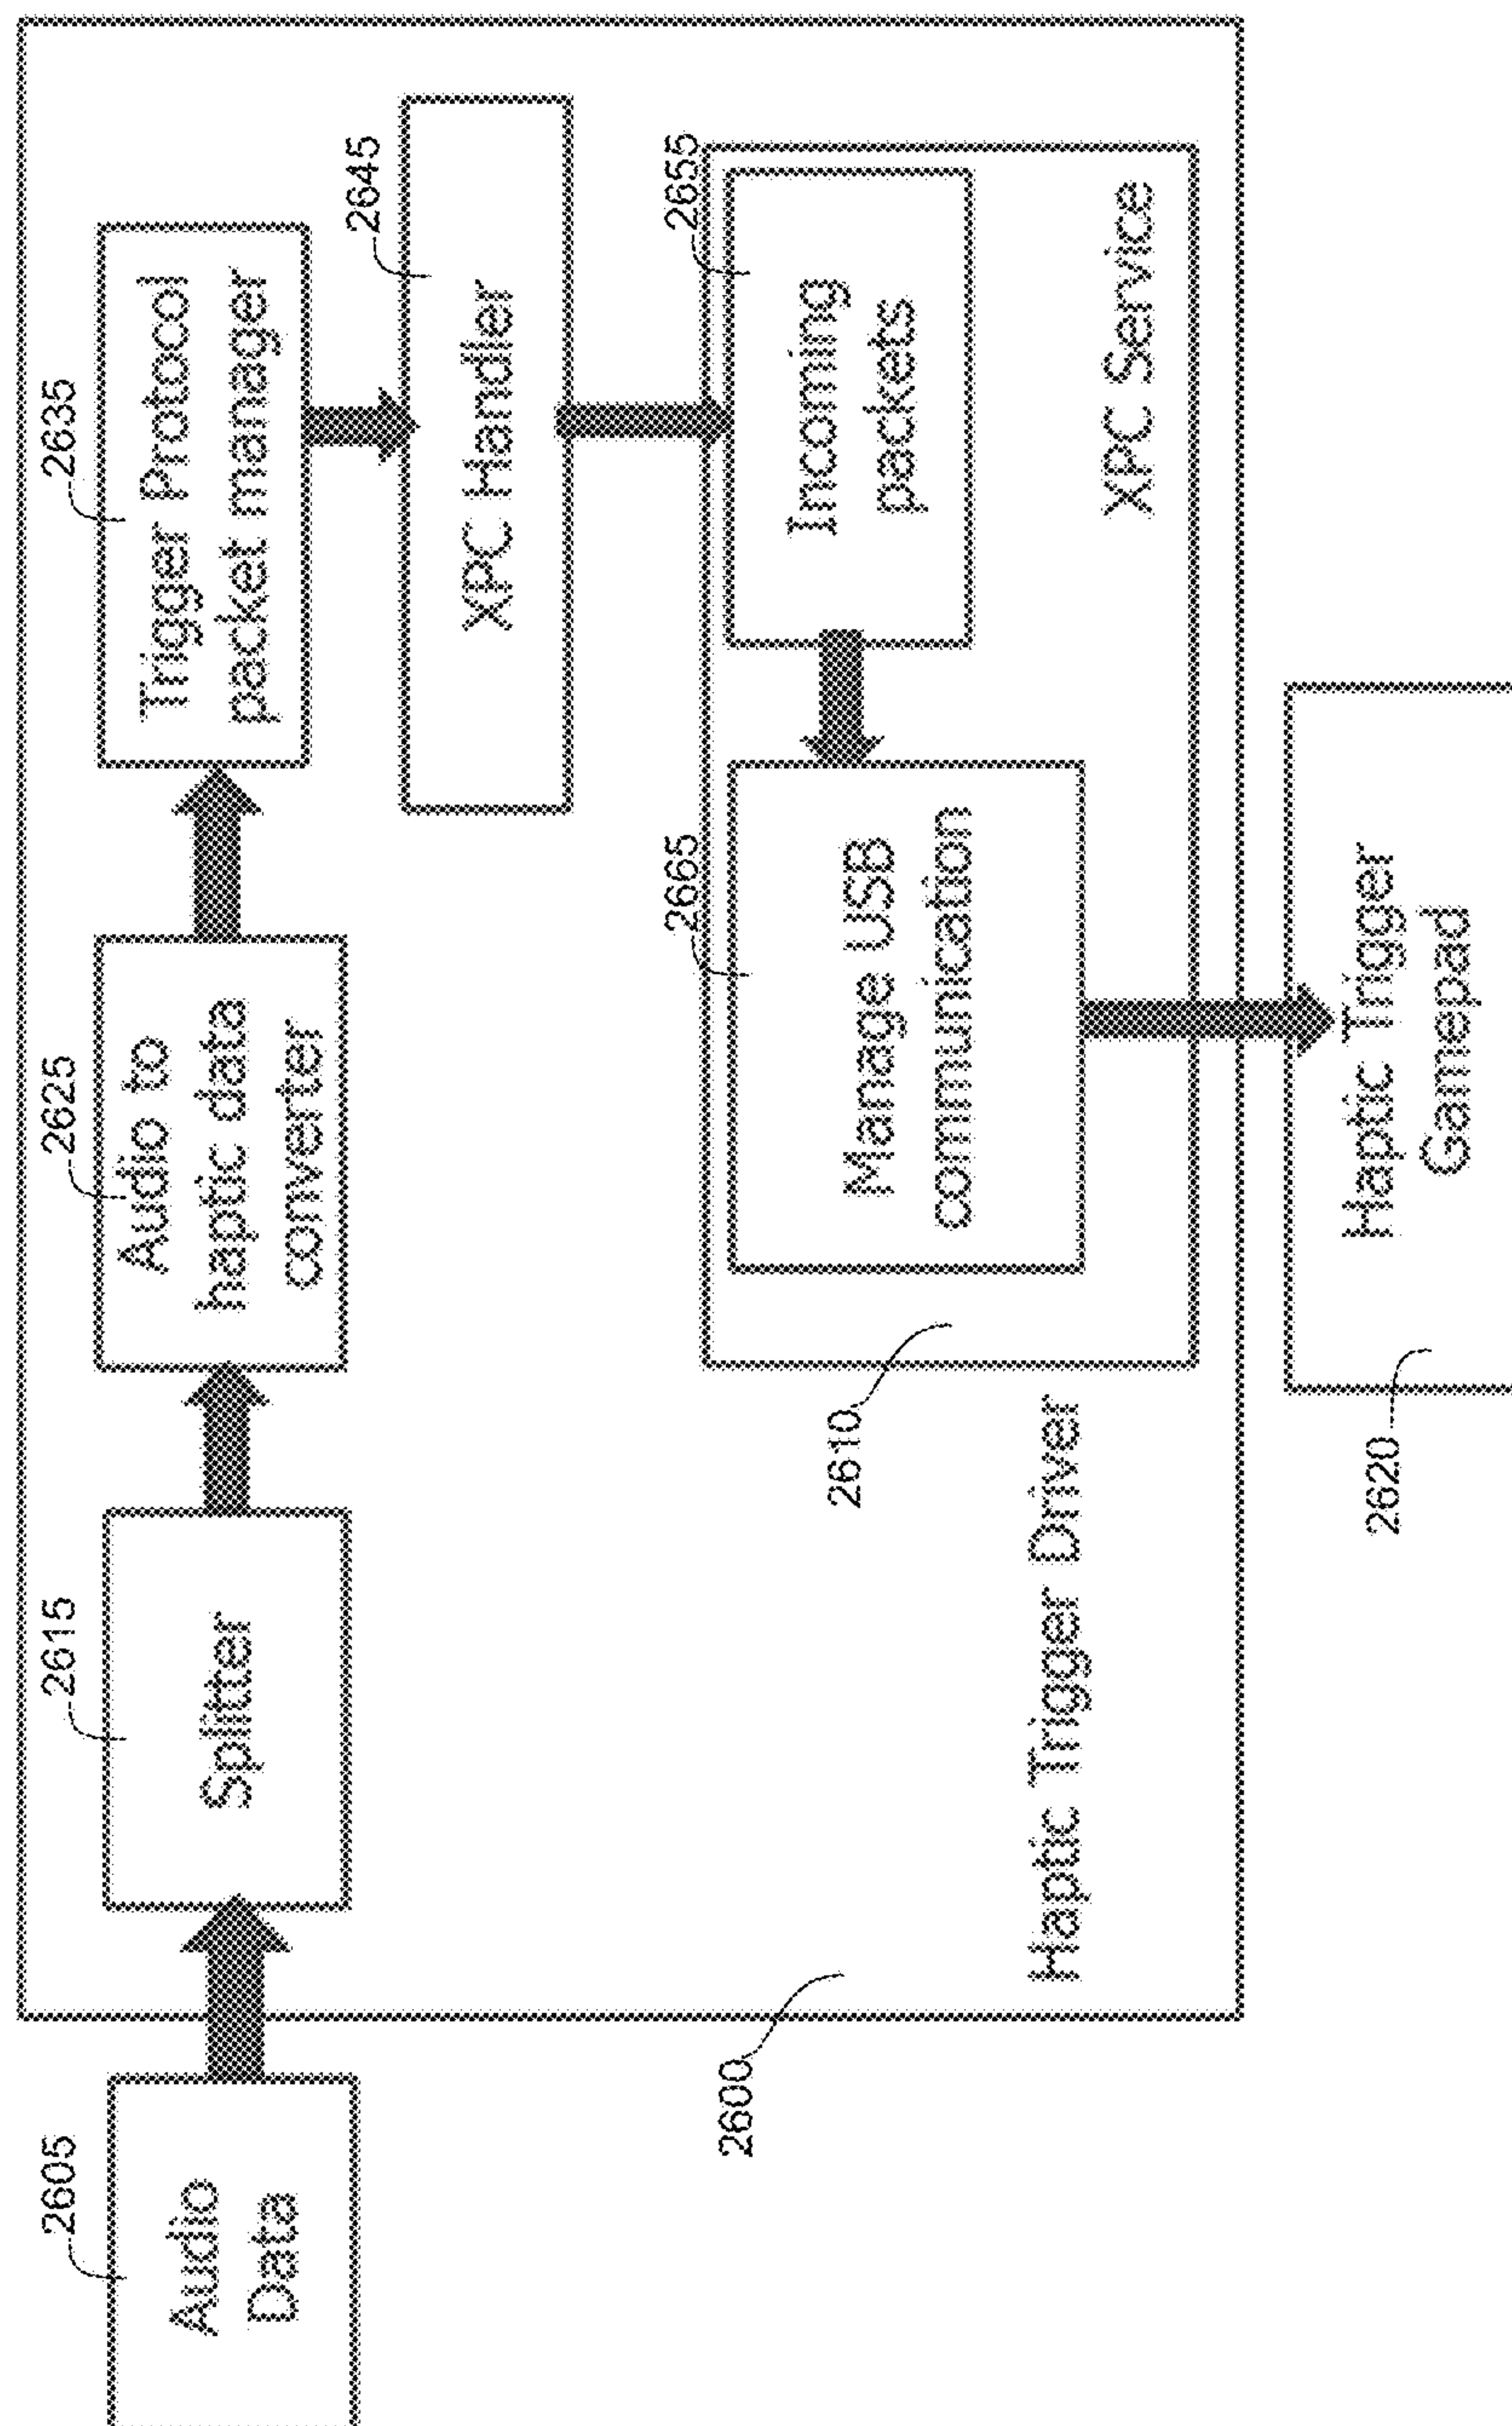 2605
Audio
Data
2615
Splitter
2625
Audio to
haptic data
converter
2635
Trigger Protocol
packet manager
2645
XPC Handler
2655
Incoming
packets
XPC Service
2665
Manage USB
communication
2610
2600
Haptic Trigger Driver
2620
Haptic Trigger
Gamepad